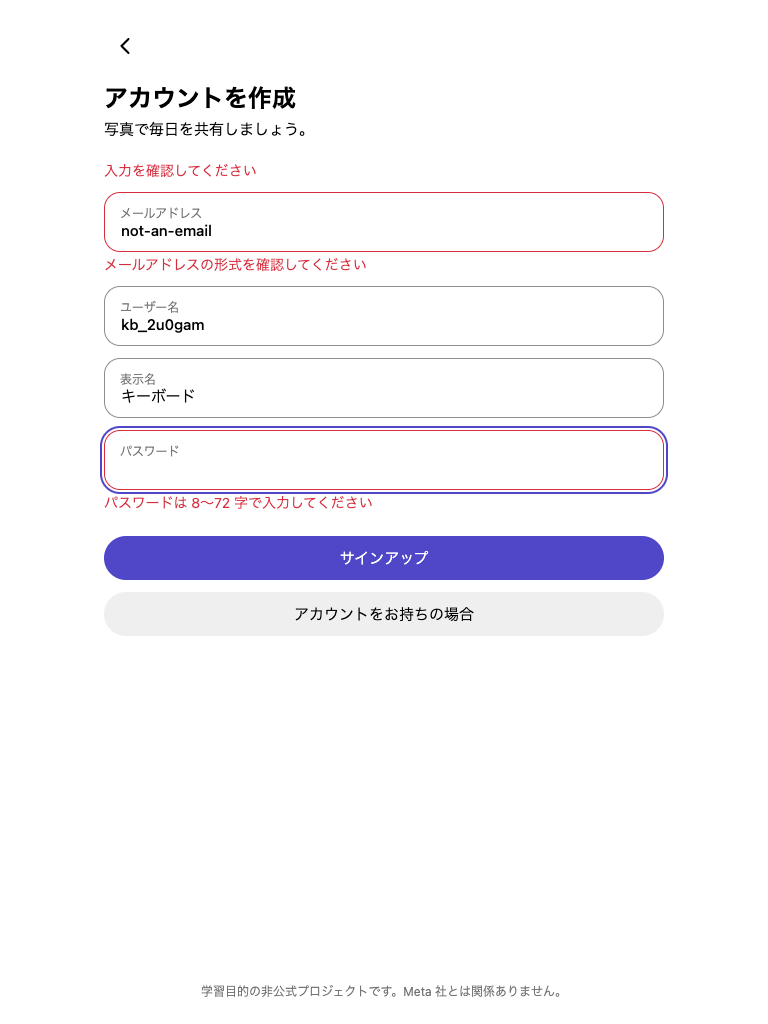 アカウントを作成
写真で毎日を共有しましょう。
入力を確認してください
メールアドレス
not-an-email
メールアドレスの形式を確認してください
ユーザー名
kb_2u0gam
表示名
キーボード
パスワード
パスワードは 8〜72 字で入力してください
サインアップ
アカウントをお持ちの場合
学習目的の非公式プロジェクトです。Meta 社とは関係ありません。